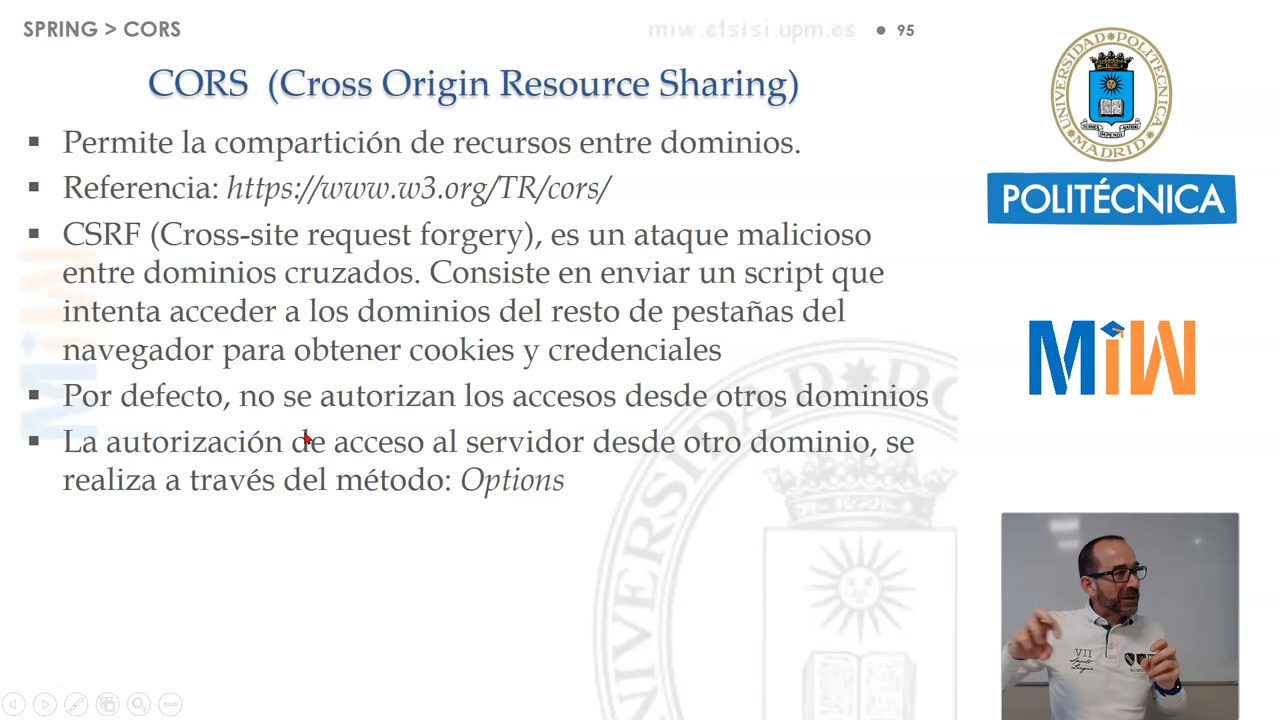 SPRING > CORS
miw.etsisi.upm.es
95
CORS (Cross Origin Resource Sharing)
▪ Permite la compartición de recursos entre dominios.
▪ Referencia: https://www.w3.org/TR/cors/
▪ CSRF (Cross-site request forgery), es un ataque malicioso
entre dominios cruzados. Consiste en enviar un script que
intenta acceder a los dominios del resto de pestañas del
navegador para obtener cookies y credenciales
▪ Por defecto, no se autorizan los accesos desde otros dominios
▪ La autorización de acceso al servidor desde otro dominio, se
realiza a través del método: Options
UNIVERSIDAD POLITECNICA
MADRID
POLITÉCNICA
MiW
VII